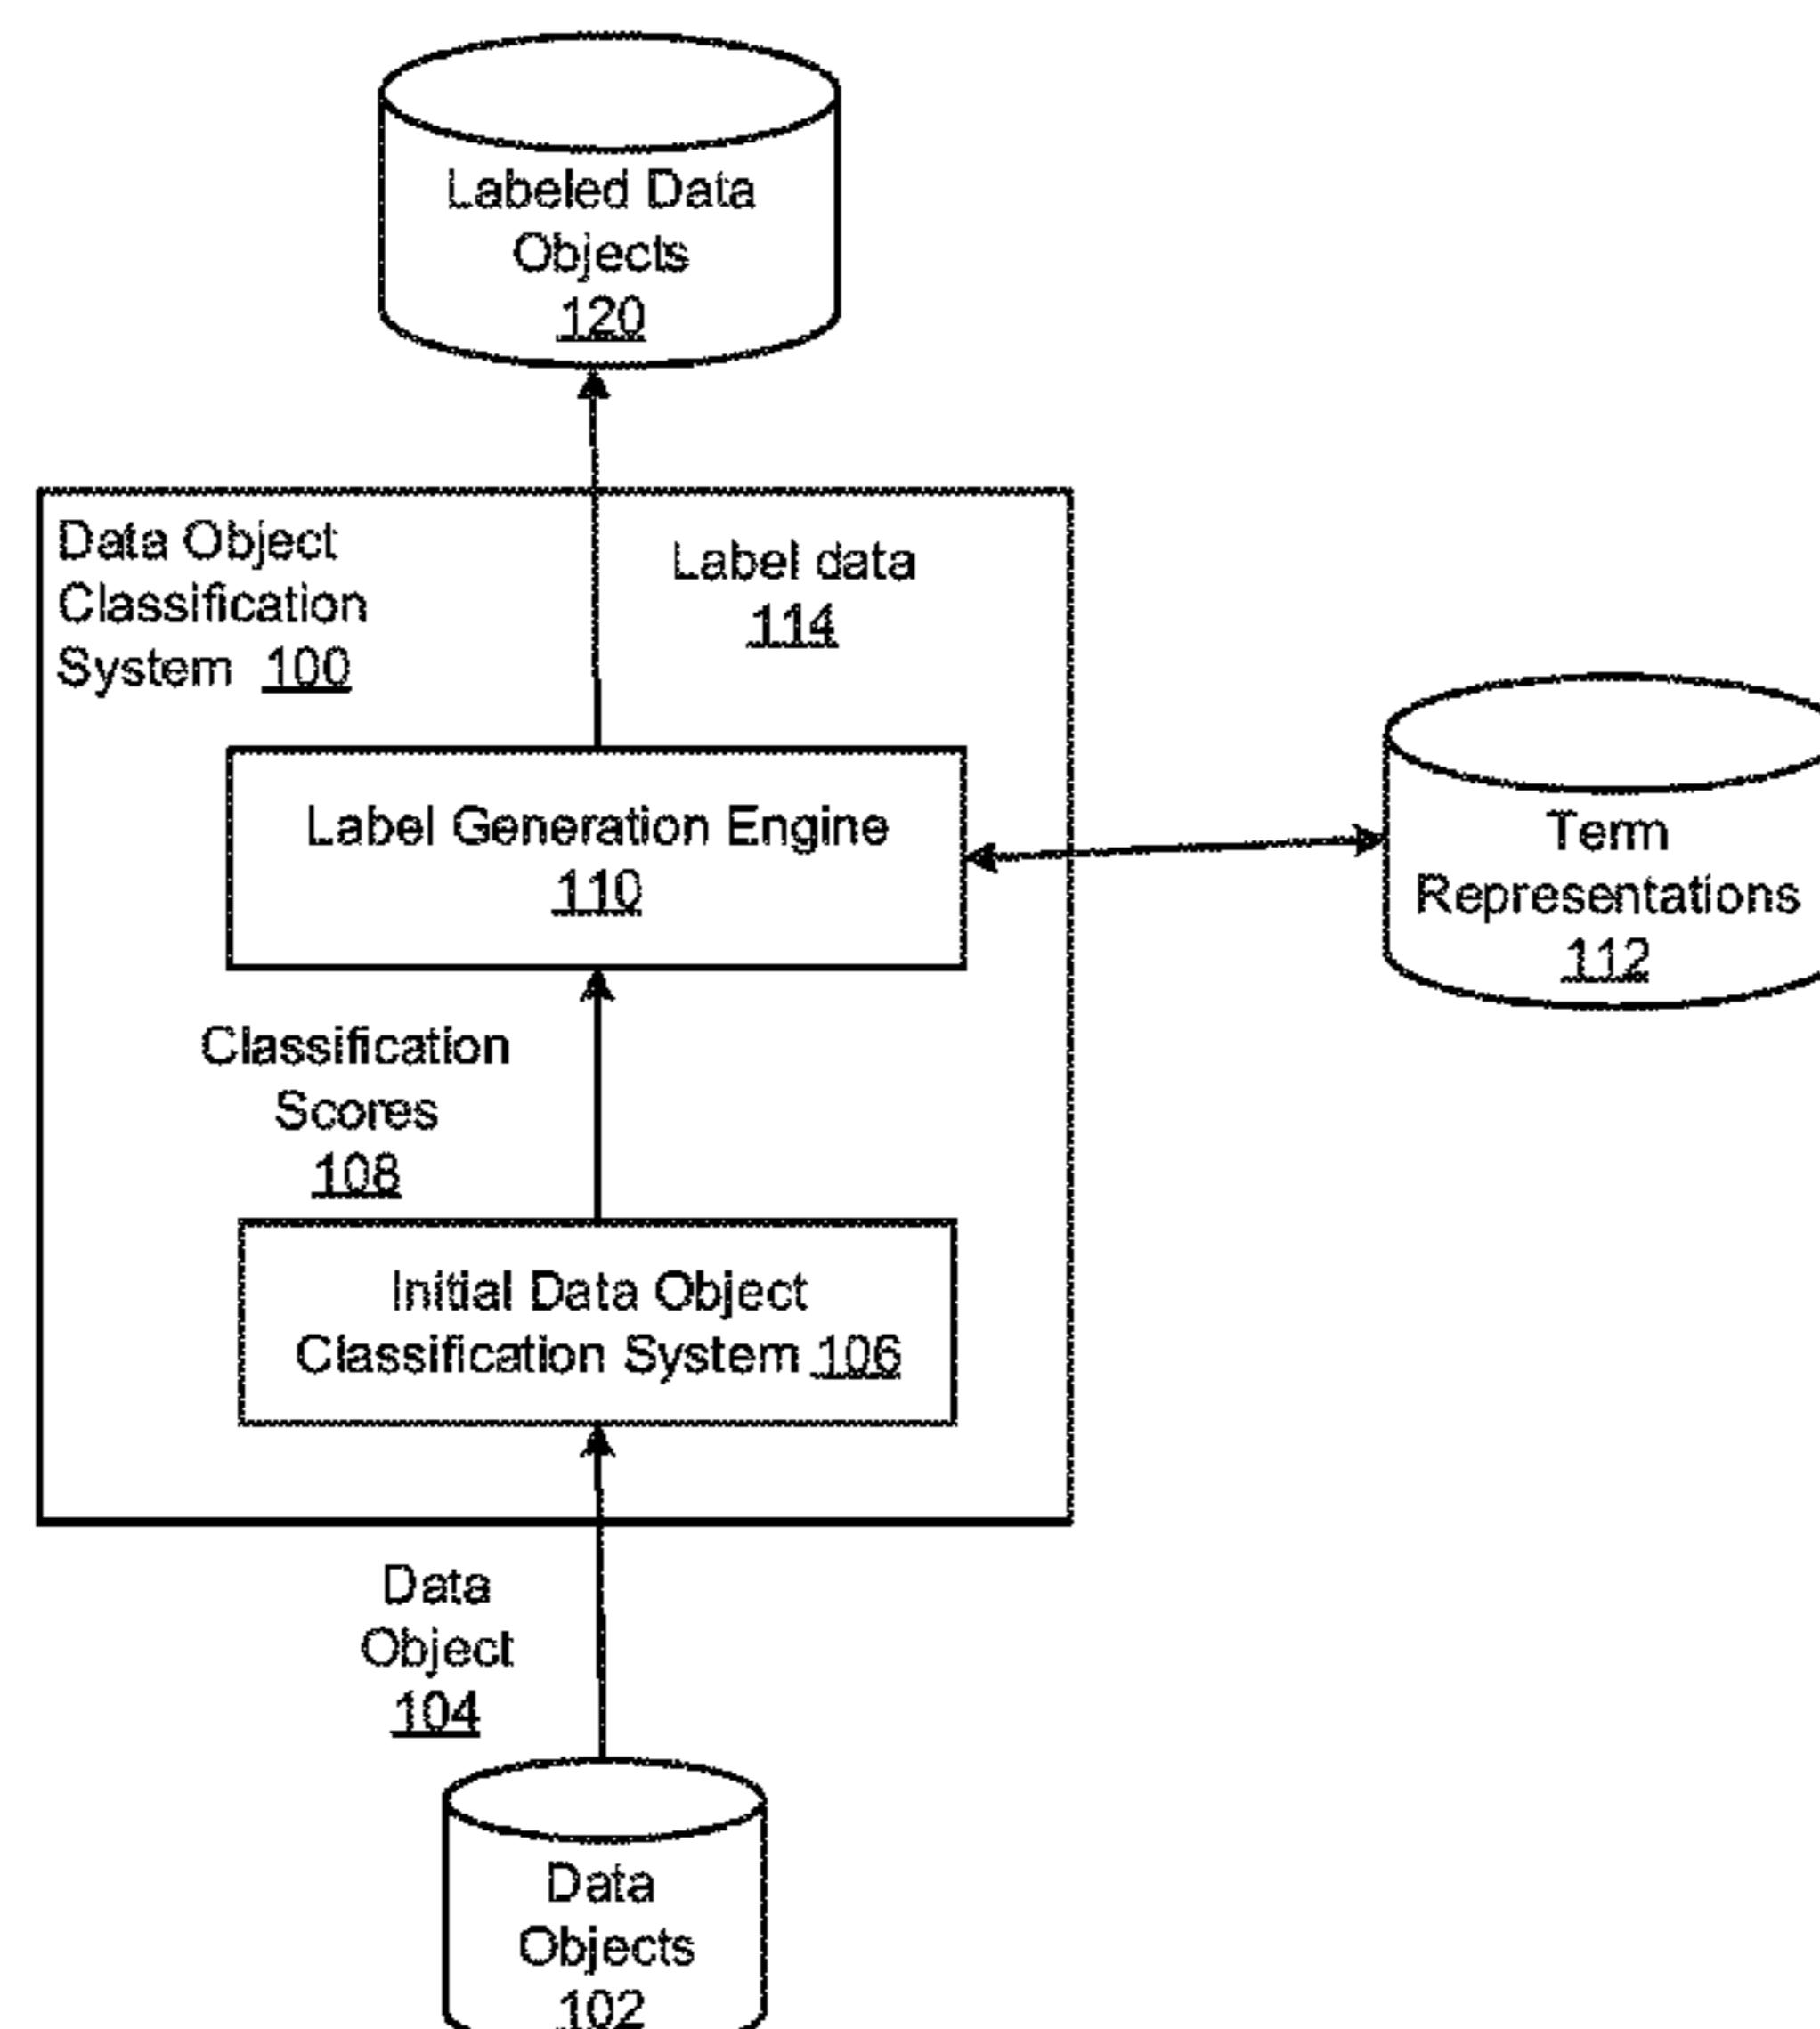 Labeled Data
Objects
120
Data Object
Classification
System 100
Label data
114
Label Generation Engine
110
Term
Representations
112
Classification
Scores
108
Initial Data Object
Classification System 106
Data
Object
104
Data
Objects
102